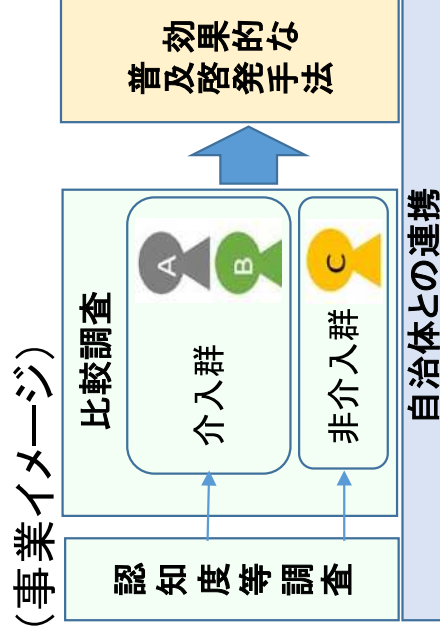 (事業イメージ)
認知度等調査
比較調査
介入群
A
B
非介入群
C
効果的な
普及啓発手法
自治体との連携